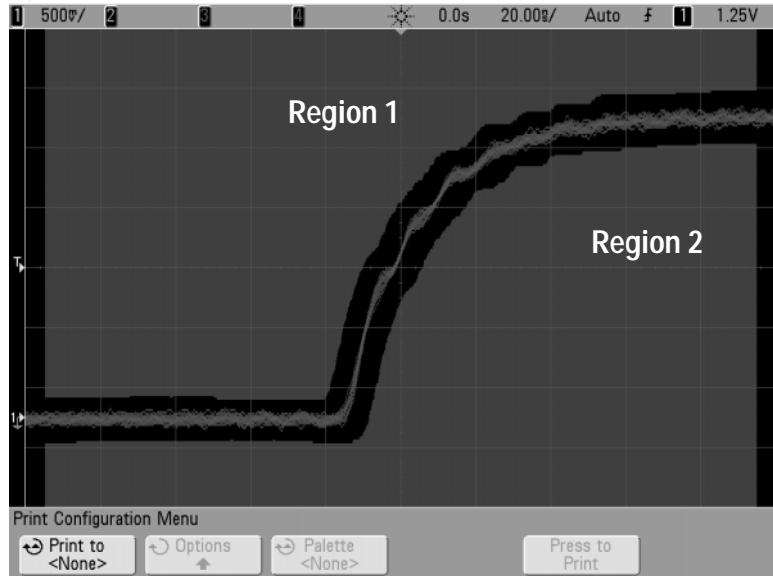 1 500㎷/ 2 3 4 0.0s 20.00㎱/ Auto 1 1.25V
Region 1
Region 2
T
1
Print Configuration Menu
Print to
<None>
Options
Palette
<None>
Press to
Print